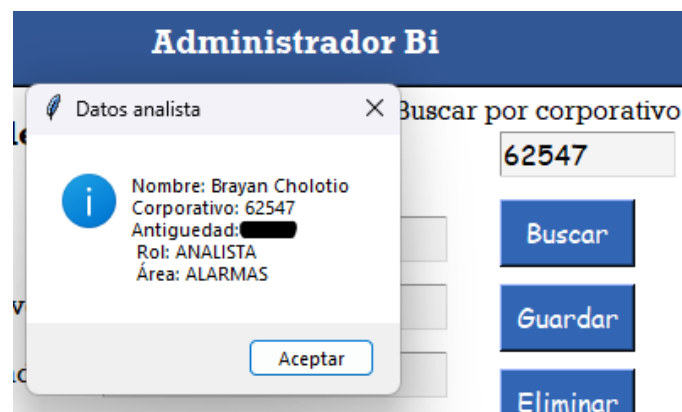 Administrador Bi
Datos analista
Buscar por corporativo
62547
Nombre: Brayan Cholotio
Corporativo: 62547
Antiguedad:
Rol: ANALISTA
Área: ALARMAS
Aceptar
Buscar
Guardar
Eliminar